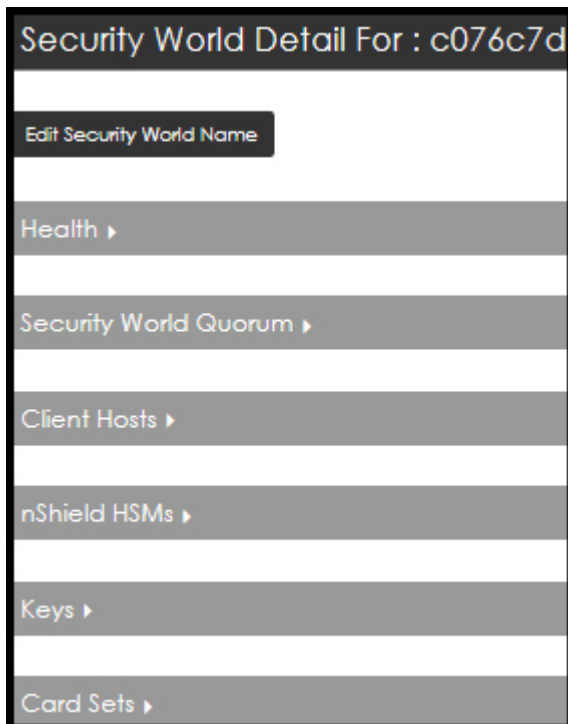 Security World Detail For : c076c7d
Edit Security World Name
Health
Security World Quorum
Client Hosts
nShield HSMs
Keys
Card Sets